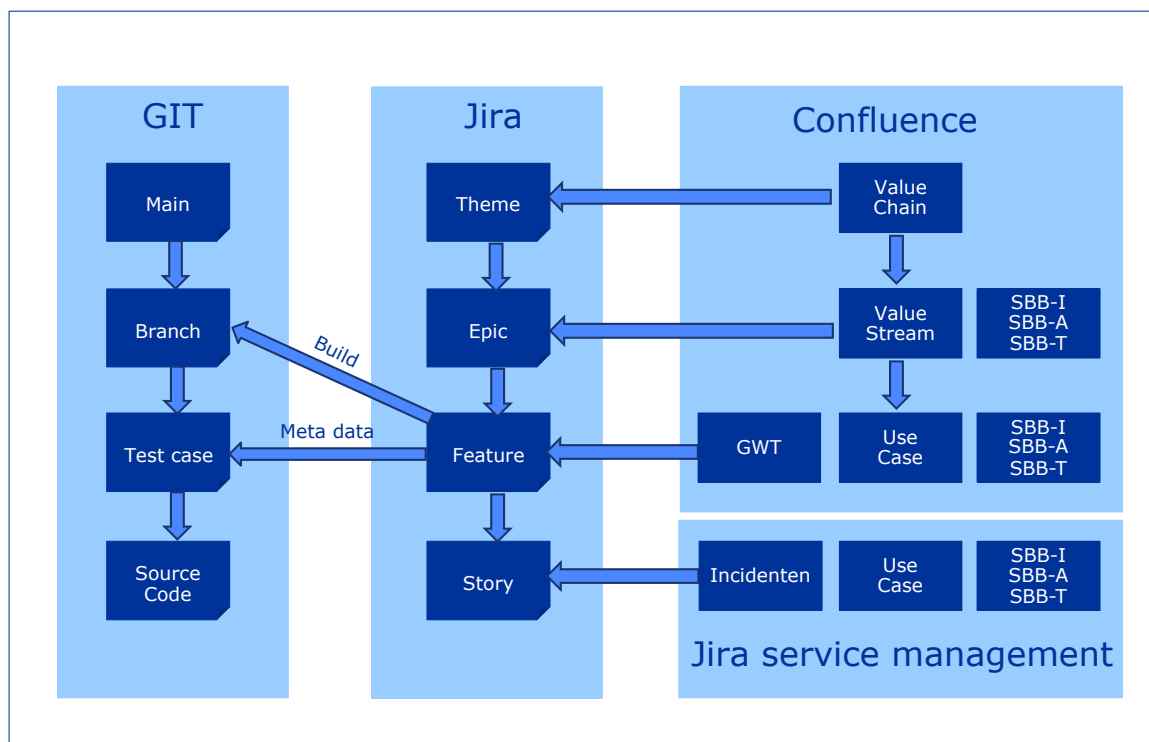 GIT
Jira
Confluence
Main
Theme
Value
Chain
Branch
Build
Epic
Value
Stream
SBB-I
SBB-A
SBB-T
Test case
Meta data
Feature
GWT
Use
Case
SBB-I
SBB-A
SBB-T
Source
Code
Story
Incidenten
Use
Case
SBB-I
SBB-A
SBB-T
Jira service management